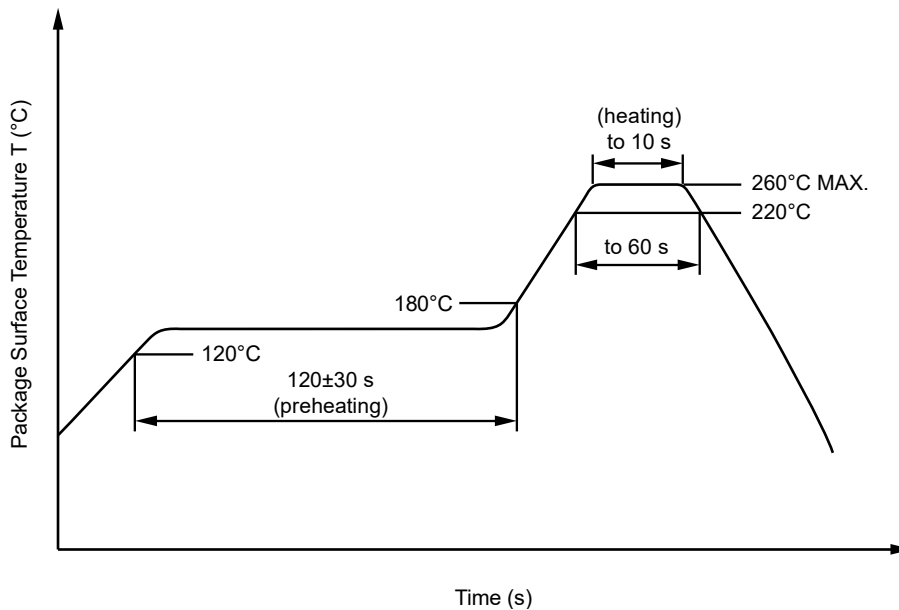 Package Surface Temperature T (°C)
(heating)
to 10 s
260°C MAX.
220°C
to 60 s
180°C
120°C
120±30 s
(preheating)
Time (s)